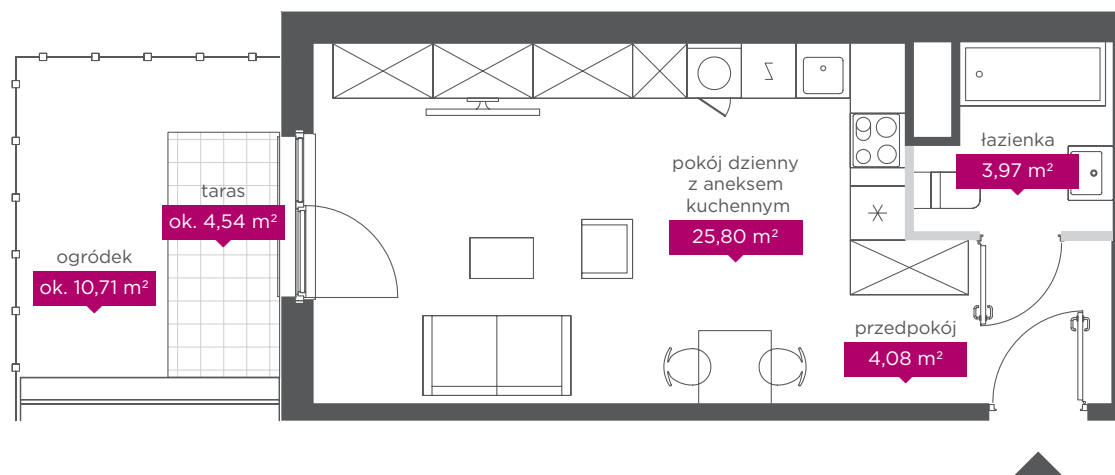 łazienka
3,97 m²
pokój dzienny
z aneksem
kuchennym
25,80 m²
taras
ok. 4,54 m²
ogródek
ok. 10,71 m²
przedpokój
4,08 m²